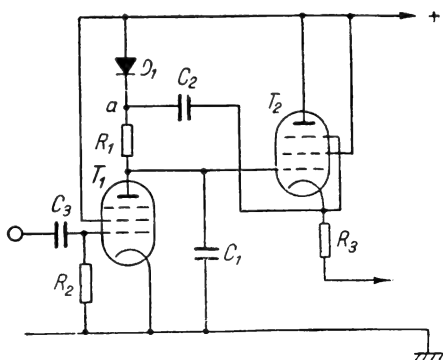 +
D₁
C₂
a
T₂
R₁
T₁
C₃
C₁
R₃
R₂